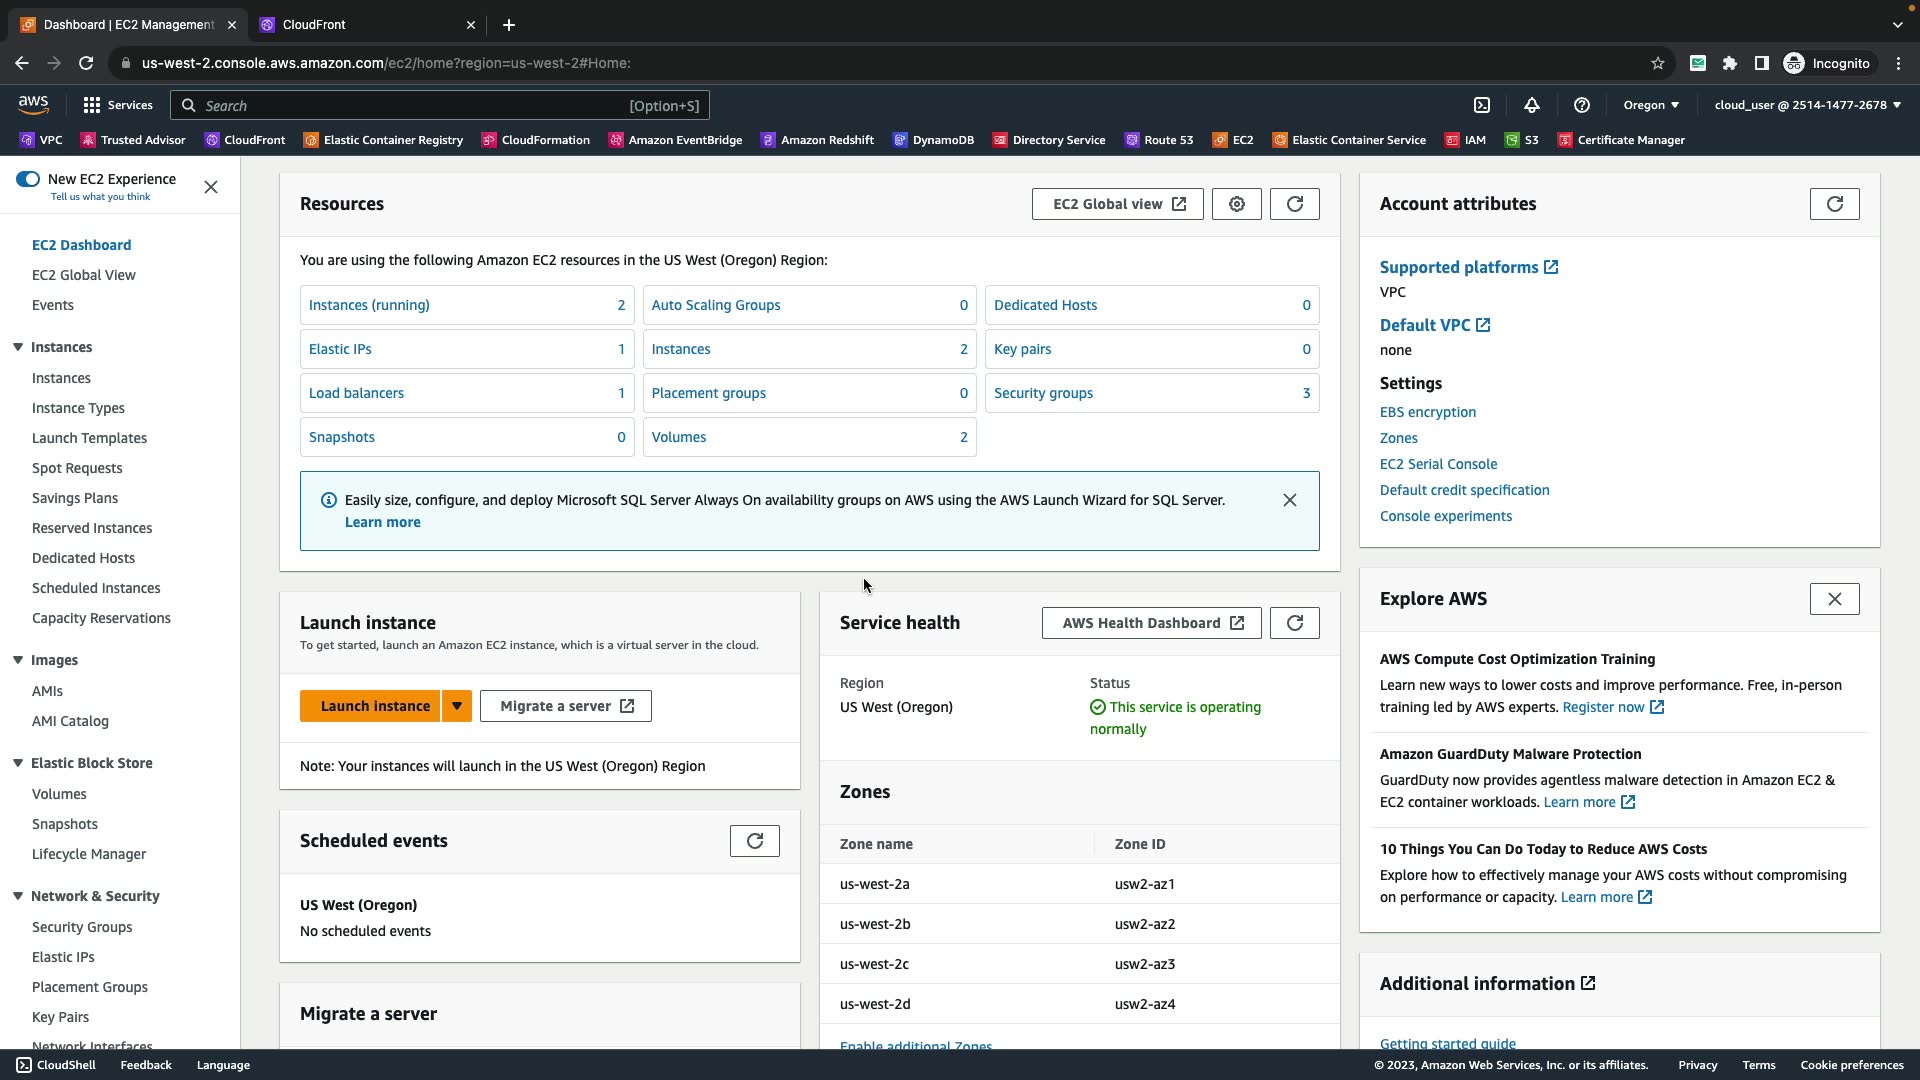 Dashboard | EC2 Management
CloudFront
us-west-2.console.aws.amazon.com/ec2/home?region=us-west-2#Home:
Incognito
aws
Services
Search
[Option+S]
Oregon
cloud_user @ 2514-1477-2678
VPC
Trusted Advisor
CloudFront
Elastic Container Registry
CloudFormation
Amazon EventBridge
Amazon Redshift
DynamoDB
Directory Service
Route 53
EC2
Elastic Container Service
IAM
S3
Certificate Manager
New EC2 Experience
Tell us what you think
EC2 Dashboard
EC2 Global View
Events
Instances
Instances
Instance Types
Launch Templates
Spot Requests
Savings Plans
Reserved Instances
Dedicated Hosts
Scheduled Instances
Capacity Reservations
Images
AMIs
AMI Catalog
Elastic Block Store
Volumes
Snapshots
Lifecycle Manager
Network & Security
Security Groups
Elastic IPs
Placement Groups
Key Pairs
Network Interfaces
Resources
EC2 Global view
You are using the following Amazon EC2 resources in the US West (Oregon) Region:
Instances (running) 2
Auto Scaling Groups 0
Dedicated Hosts 0
Elastic IPs 1
Instances 2
Key pairs 0
Load balancers 1
Placement groups 0
Security groups 3
Snapshots 0
Volumes 2
Easily size, configure, and deploy Microsoft SQL Server Always On availability groups on AWS using the AWS Launch Wizard for SQL Server.
Learn more
Launch instance
To get started, launch an Amazon EC2 instance, which is a virtual server in the cloud.
Launch instance
Migrate a server
Note: Your instances will launch in the US West (Oregon) Region
Scheduled events
US West (Oregon)
No scheduled events
Migrate a server
Service health
AWS Health Dashboard
Region
US West (Oregon)
Status
This service is operating
normally
Zones
Zone name Zone ID
us-west-2a usw2-az1
us-west-2b usw2-az2
us-west-2c usw2-az3
us-west-2d usw2-az4
Enable additional Zones
Account attributes
Supported platforms
VPC
Default VPC
none
Settings
EBS encryption
Zones
EC2 Serial Console
Default credit specification
Console experiments
Explore AWS
AWS Compute Cost Optimization Training
Learn new ways to lower costs and improve performance. Free, in-person
training led by AWS experts. Register now
Amazon GuardDuty Malware Protection
GuardDuty now provides agentless malware detection in Amazon EC2 &
EC2 container workloads. Learn more
10 Things You Can Do Today to Reduce AWS Costs
Explore how to effectively manage your AWS costs without compromising
on performance or capacity. Learn more
Additional information
Getting started guide
CloudShell
Feedback
Language
© 2023, Amazon Web Services, Inc. or its affiliates.
Privacy
Terms
Cookie preferences